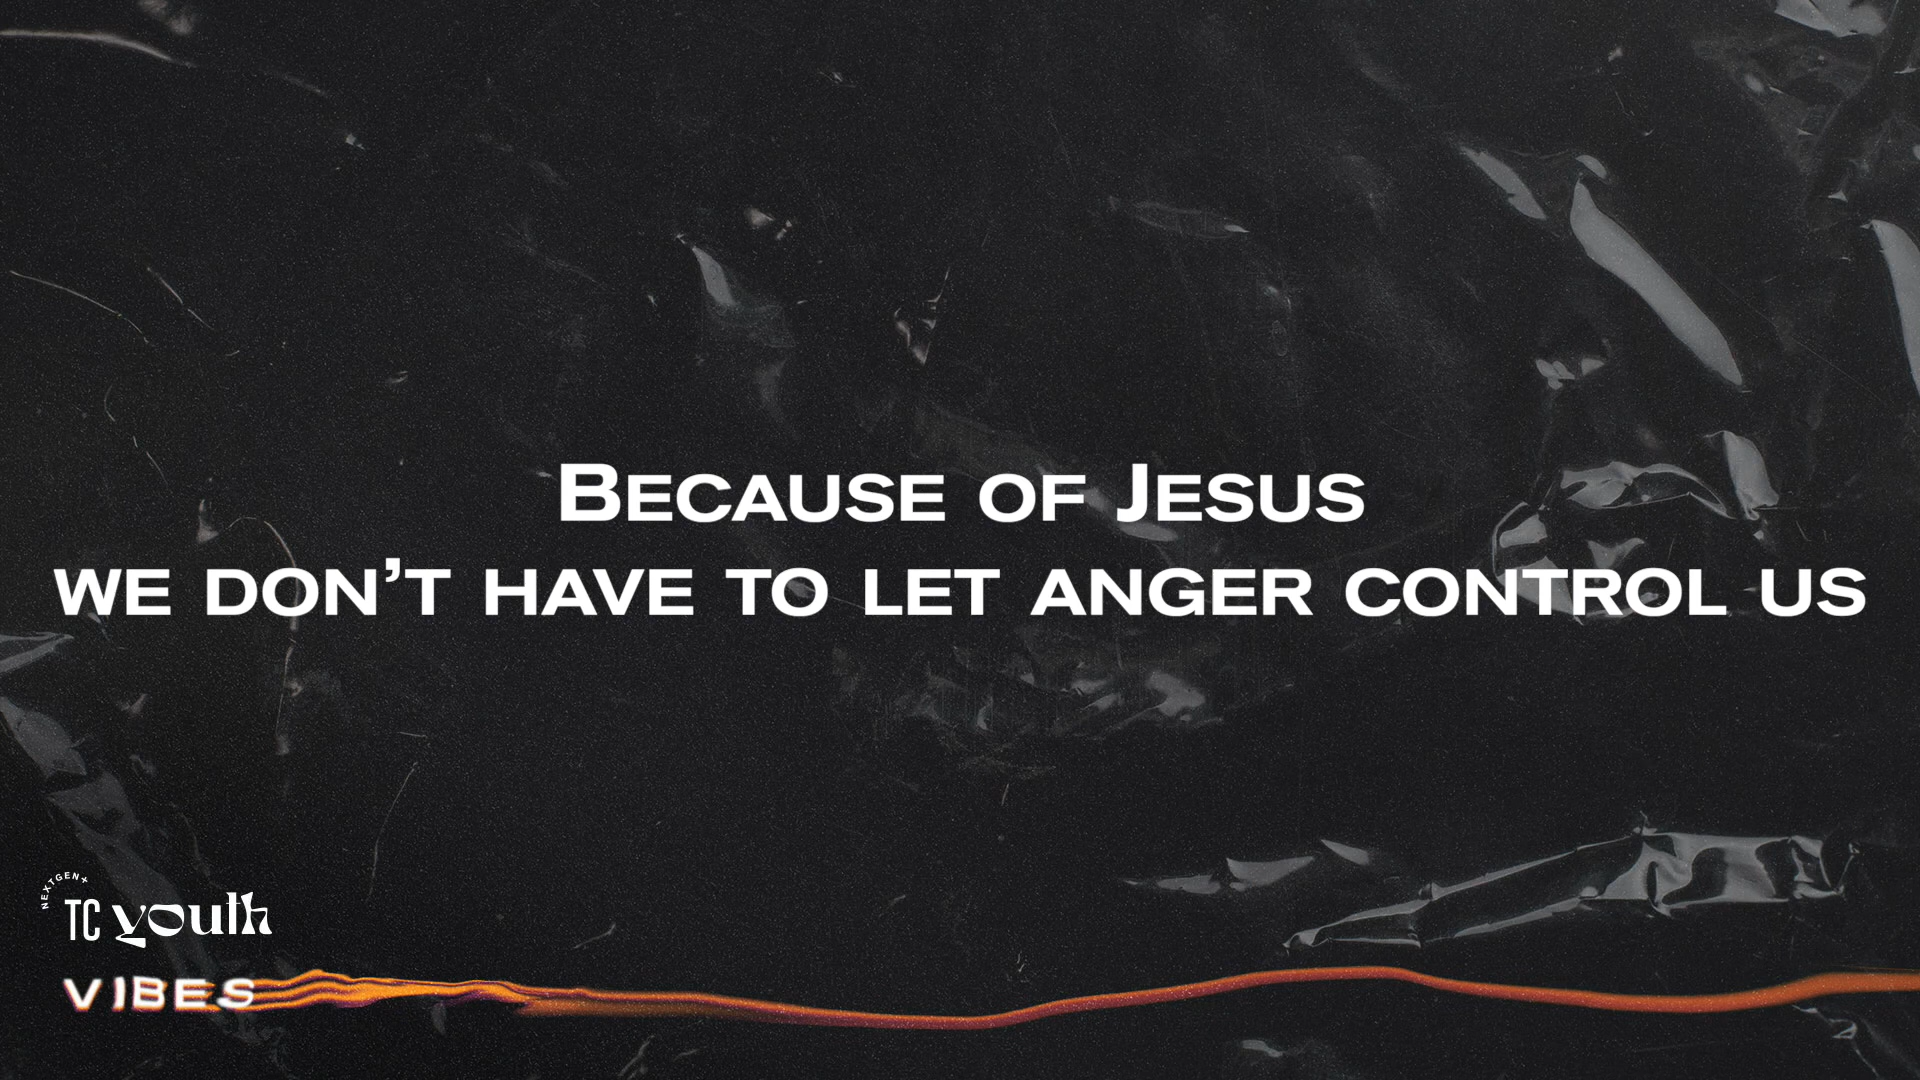 Because of Jesus
we don’t have to let anger control us
NEXTGEN+
TC youth
VIBES